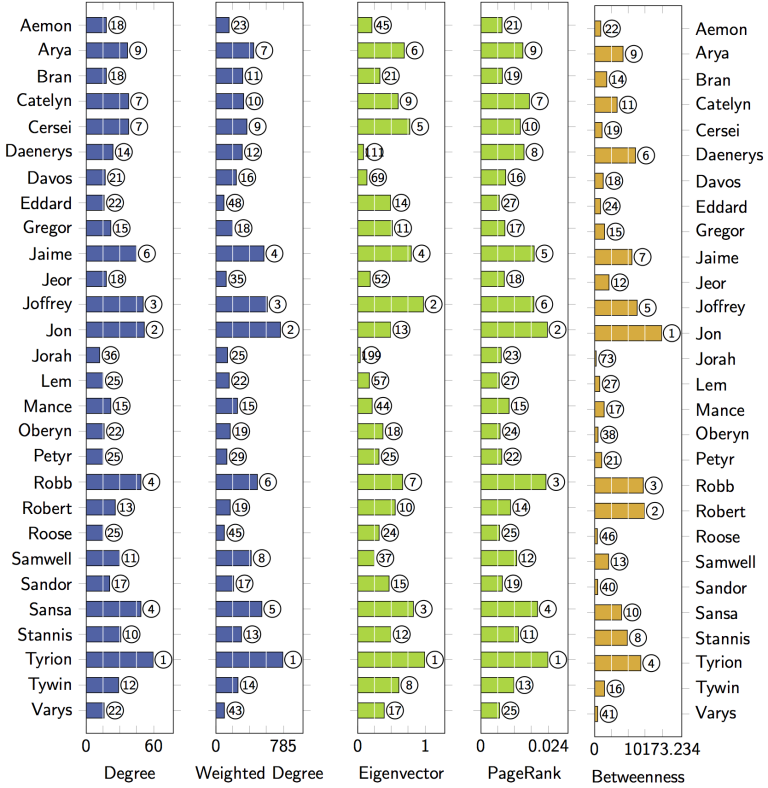 Aemon 18 23 45 21 22 Aemon
Arya 9 7 6 9 9 Arya
Bran 18 11 21 19 14 Bran
Catelyn 7 10 9 7 11 Catelyn
Cersei 7 9 5 10 19 Cersei
Daenerys 14 12 111 8 6 Daenerys
Davos 21 16 69 16 18 Davos
Eddard 22 48 14 27 24 Eddard
Gregor 15 18 11 17 15 Gregor
Jaime 6 4 4 5 7 Jaime
Jeor 18 35 52 18 12 Jeor
Joffrey 3 3 2 6 5 Joffrey
Jon 2 2 13 2 1 Jon
Jorah 36 25 199 23 73 Jorah
Lem 25 22 57 27 27 Lem
Mance 15 15 44 15 17 Mance
Oberyn 22 19 18 24 38 Oberyn
Petyr 25 29 25 22 21 Petyr
Robb 4 6 7 3 3 Robb
Robert 13 19 10 14 2 Robert
Roose 25 45 24 25 46 Roose
Samwell 11 8 37 12 13 Samwell
Sandor 17 17 15 19 40 Sandor
Sansa 4 5 3 4 10 Sansa
Stannis 10 13 12 11 8 Stannis
Tyrion 1 1 1 1 4 Tyrion
Tywin 12 14 8 13 16 Tywin
Varys 22 43 17 25 41 Varys
0 60 0 785 0 1 0 0.024 0 10173.234
Degree Weighted Degree Eigenvector PageRank Betweenness